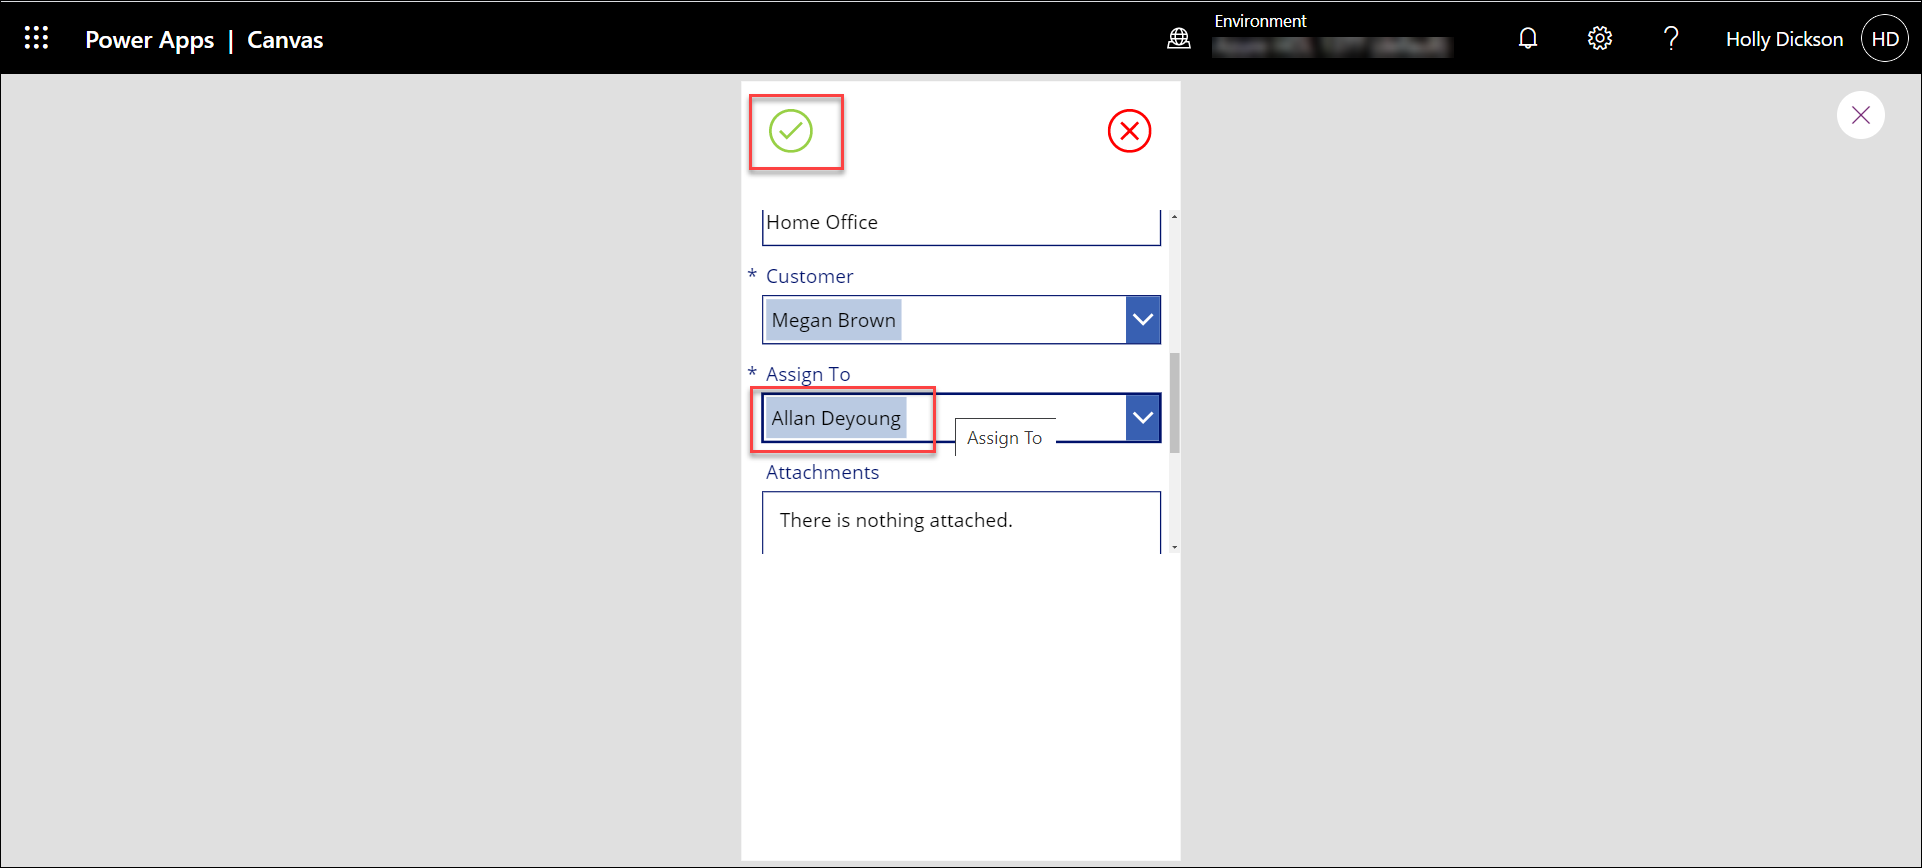 Power Apps | Canvas
Environment
Holly Dickson
HD
Home Office
* Customer
Megan Brown
* Assign To
Allan Deyoung
Assign To
Attachments
There is nothing attached.